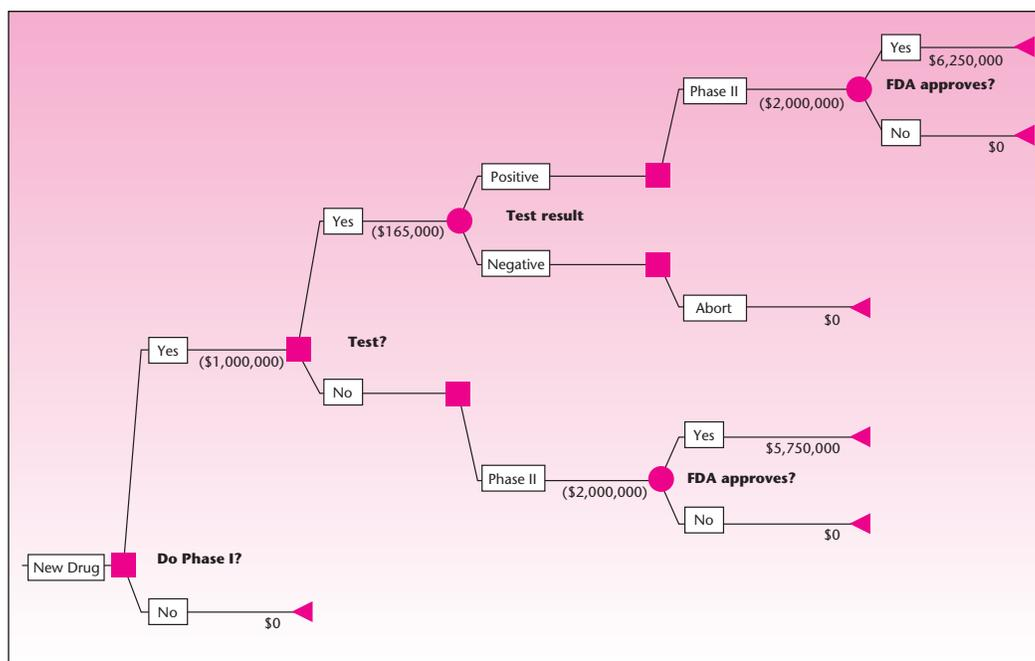 Yes
$6,250,000
FDA approves?
Phase II
($2,000,000)
No
$0
Positive
Test result
Yes
($165,000)
Negative
Abort
$0
Yes
($1,000,000)
Test?
No
Yes
$5,750,000
Phase II
($2,000,000)
FDA approves?
No
$0
New Drug
Do Phase I?
No
$0